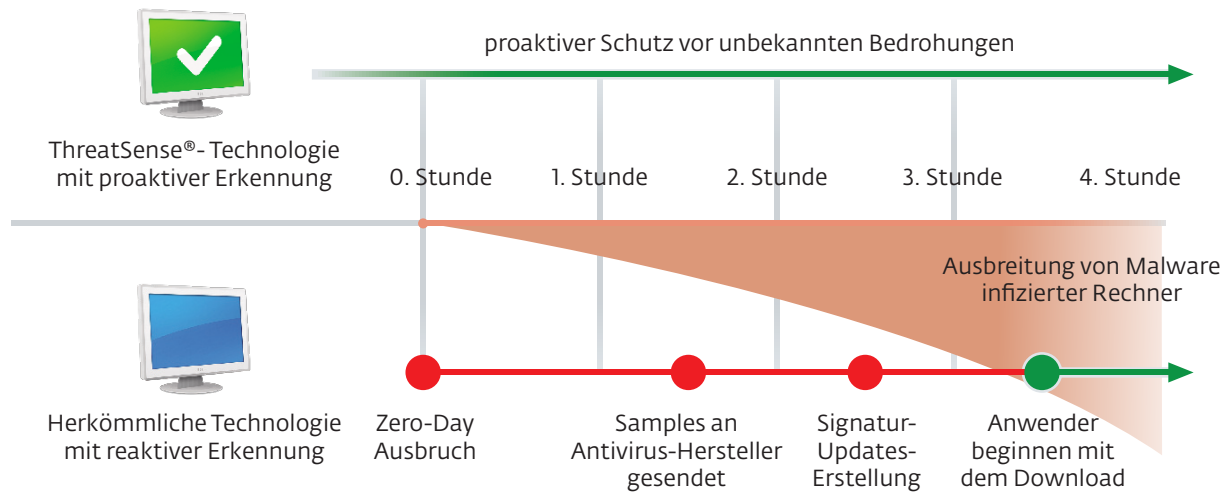 proaktiver Schutz vor unbekannten Bedrohungen
ThreatSense®- Technologie
mit proaktiver Erkennung
0. Stunde
1. Stunde
2. Stunde
3. Stunde
4. Stunde
Ausbreitung von Malware
infizierter Rechner
Herkömmliche Technologie
mit reaktiver Erkennung
Zero-Day
Ausbruch
Samples an
Antivirus-Hersteller
gesendet
Signatur-
Updates-
Erstellung
Anwender
beginnen mit
dem Download